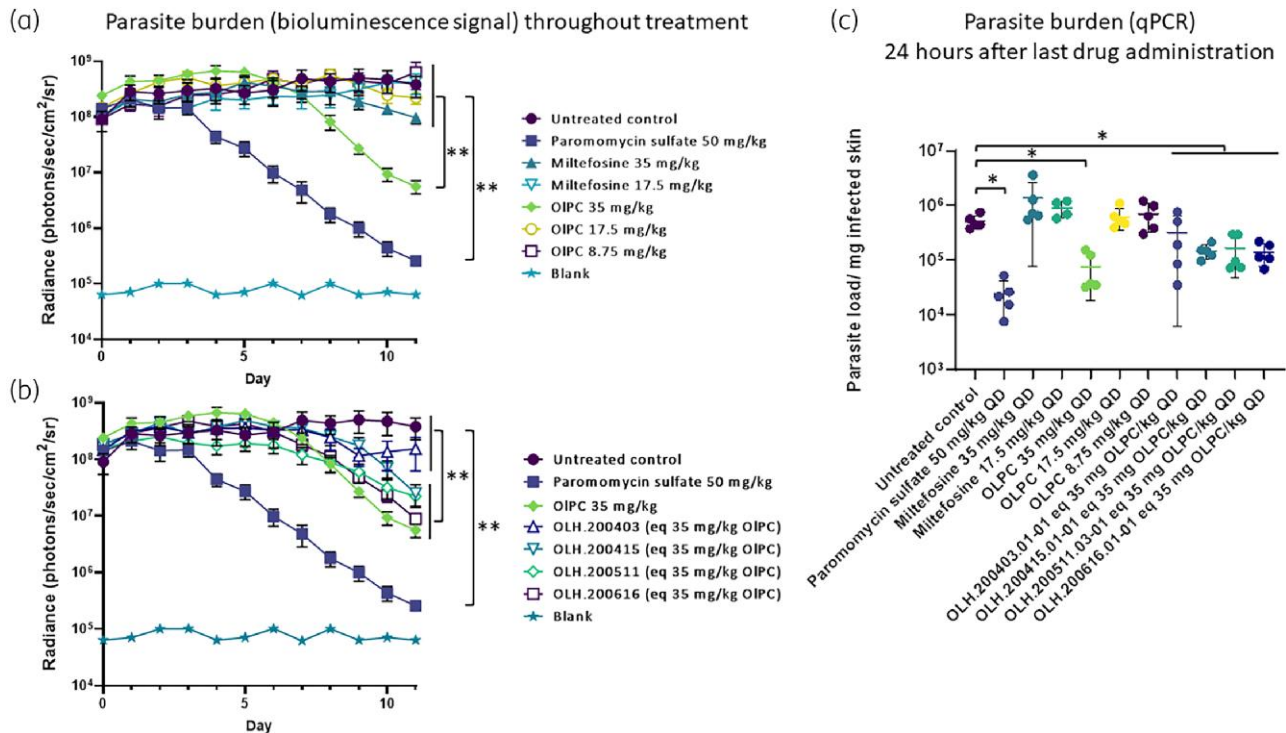 (a) Parasite burden (bioluminescence signal) throughout treatment
Radiance (photons/sec/cm²/sr)
10⁹
10⁸
10⁷
10⁶
10⁵
10⁴
0 5 10
Day
**
**
Untreated control
Paromomycin sulfate 50 mg/kg
Miltefosine 35 mg/kg
Miltefosine 17.5 mg/kg
OlPC 35 mg/kg
OlPC 17.5 mg/kg
OlPC 8.75 mg/kg
Blank
(b)
Radiance (photons/sec/cm²/sr)
10⁹
10⁸
10⁷
10⁶
10⁵
10⁴
0 5 10
Day
**
**
Untreated control
Paromomycin sulfate 50 mg/kg
OlPC 35 mg/kg
OLH.200403 (eq 35 mg/kg OlPC)
OLH.200415 (eq 35 mg/kg OlPC)
OLH.200511 (eq 35 mg/kg OlPC)
OLH.200616 (eq 35 mg/kg OlPC)
Blank
(c) Parasite burden (qPCR)
24 hours after last drug administration
Parasite load/ mg infected skin
10⁷
10⁶
10⁵
10⁴
10³
*
*
*
Untreated control
Paromomycin sulfate 50 mg/kg QD
Miltefosine 35 mg/kg QD
Miltefosine 17.5 mg/kg QD
OLPC 35 mg/kg QD
OLPC 17.5 mg/kg QD
OLPC 8.75 mg/kg QD
OLH.200403.01-01 eq 35 mg OLPC/kg QD
OLH.200415.01-01 eq 35 mg OLPC/kg QD
OLH.200511.03-01 eq 35 mg OLPC/kg QD
OLH.200616.01-01 eq 35 mg OLPC/kg QD